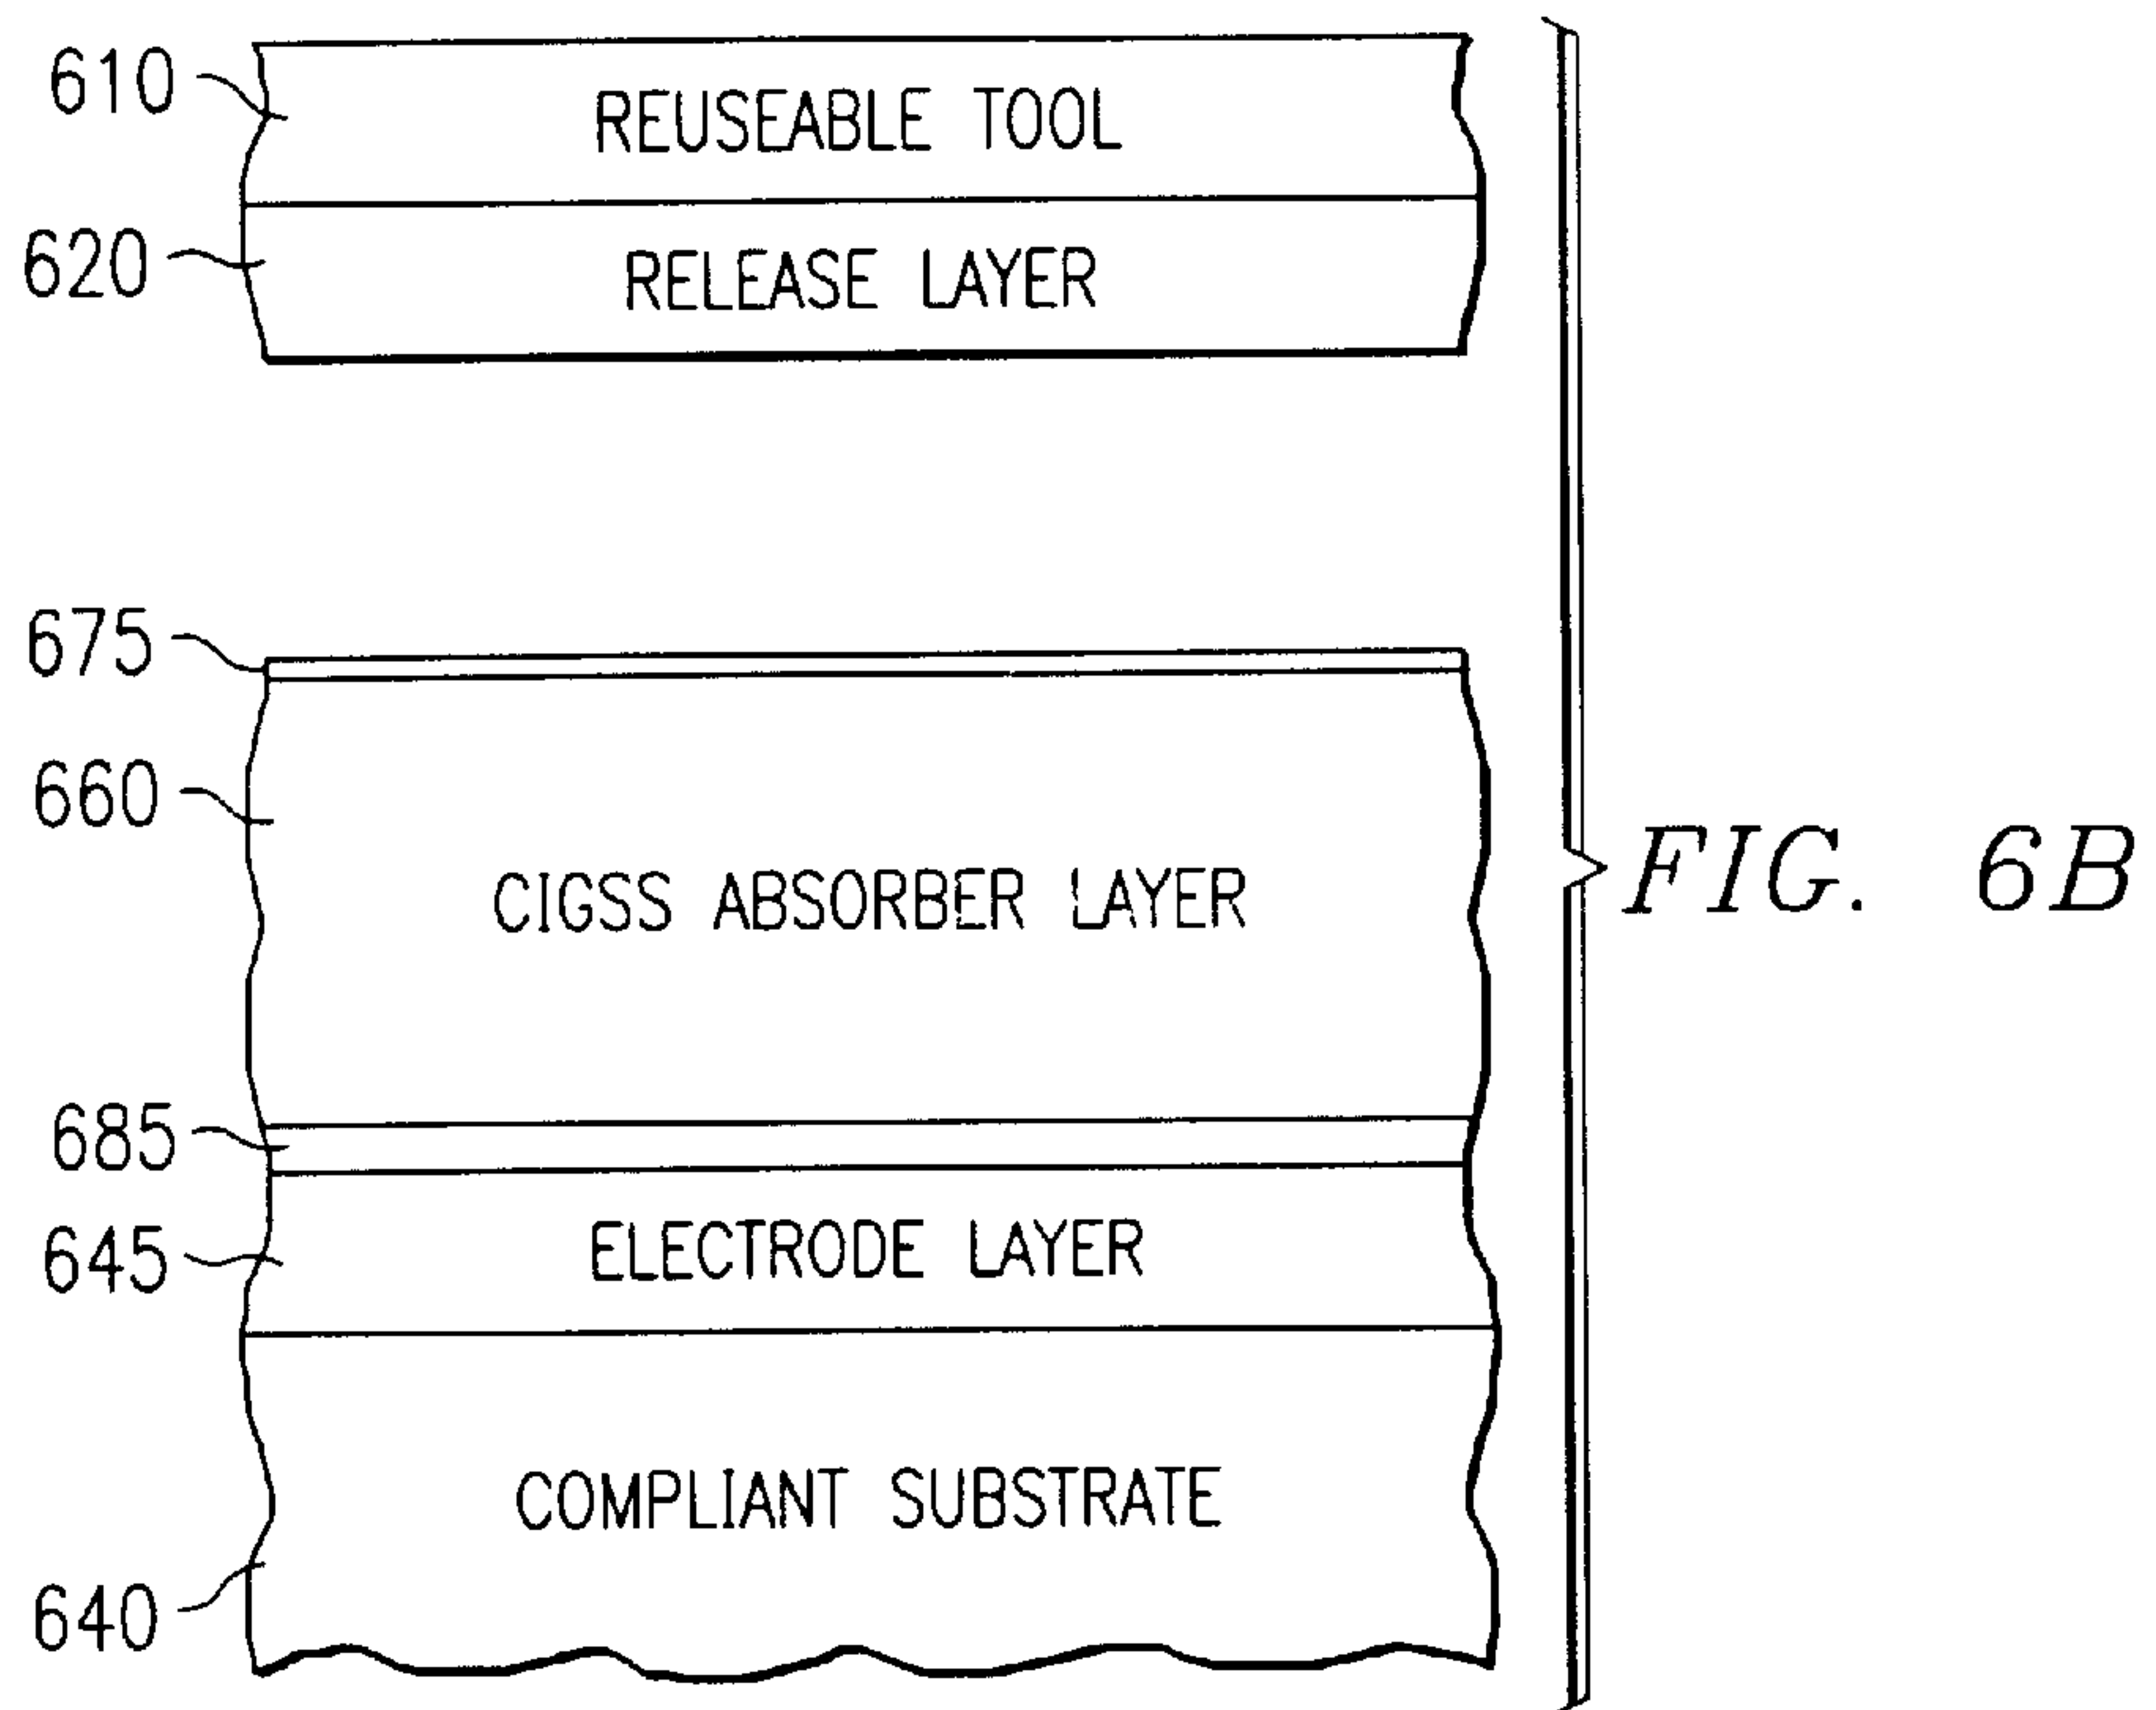 610
REUSEABLE TOOL
620
RELEASE LAYER
675
660
CIGSS ABSORBER LAYER
FIG. 6B
685
645
ELECTRODE LAYER
COMPLIANT SUBSTRATE
640